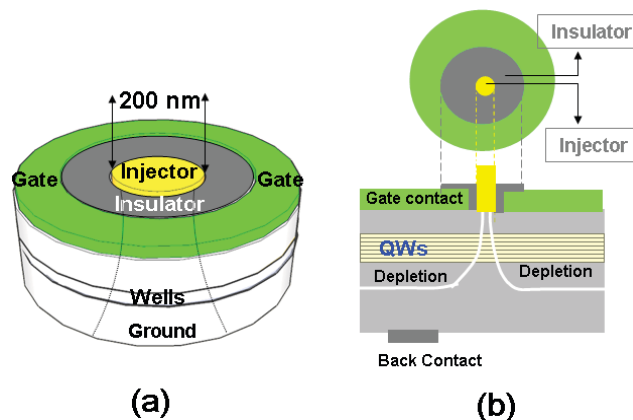 200 nm
Injector
Gate
Gate
Insulator
Wells
Ground
(a)
Insulator
Injector
Gate contact
QWs
Depletion
Depletion
Back Contact
(b)